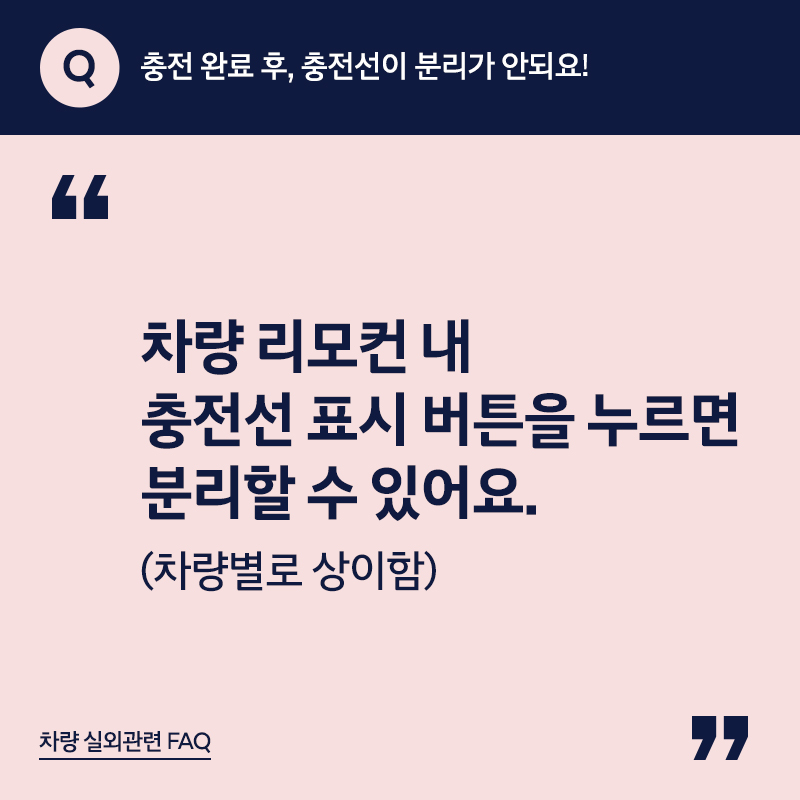 Q
충전 완료 후, 충전선이 분리가 안되요!
“
차량 리모컨 내
충전선 표시 버튼을 누르면
분리할 수 있어요.
(차량별로 상이함)
차량 실외관련 FAQ
”